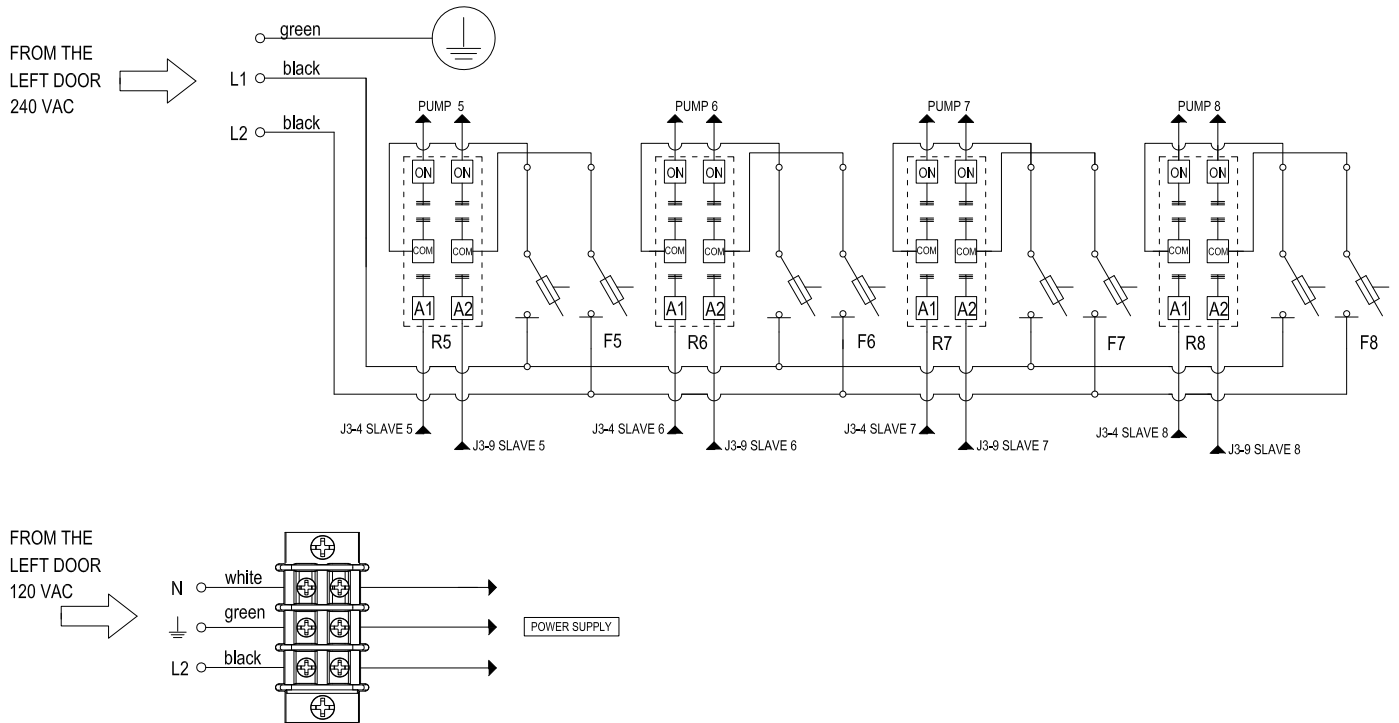 green
FROM THE
LEFT DOOR
240 VAC
L1
black
L2
black
PUMP 5
PUMP 6
PUMP 7
PUMP 8
ON ON
ON ON
ON ON
ON ON
COM COM
COM COM
COM COM
COM COM
A1 A2
A1 A2
A1 A2
A1 A2
R5
F5
R6
F6
R7
F7
R8
F8
J3-4 SLAVE 5
J3-9 SLAVE 5
J3-4 SLAVE 6
J3-9 SLAVE 6
J3-4 SLAVE 7
J3-9 SLAVE 7
J3-4 SLAVE 8
J3-9 SLAVE 8
FROM THE
LEFT DOOR
120 VAC
N
white
green
L2
black
POWER SUPPLY